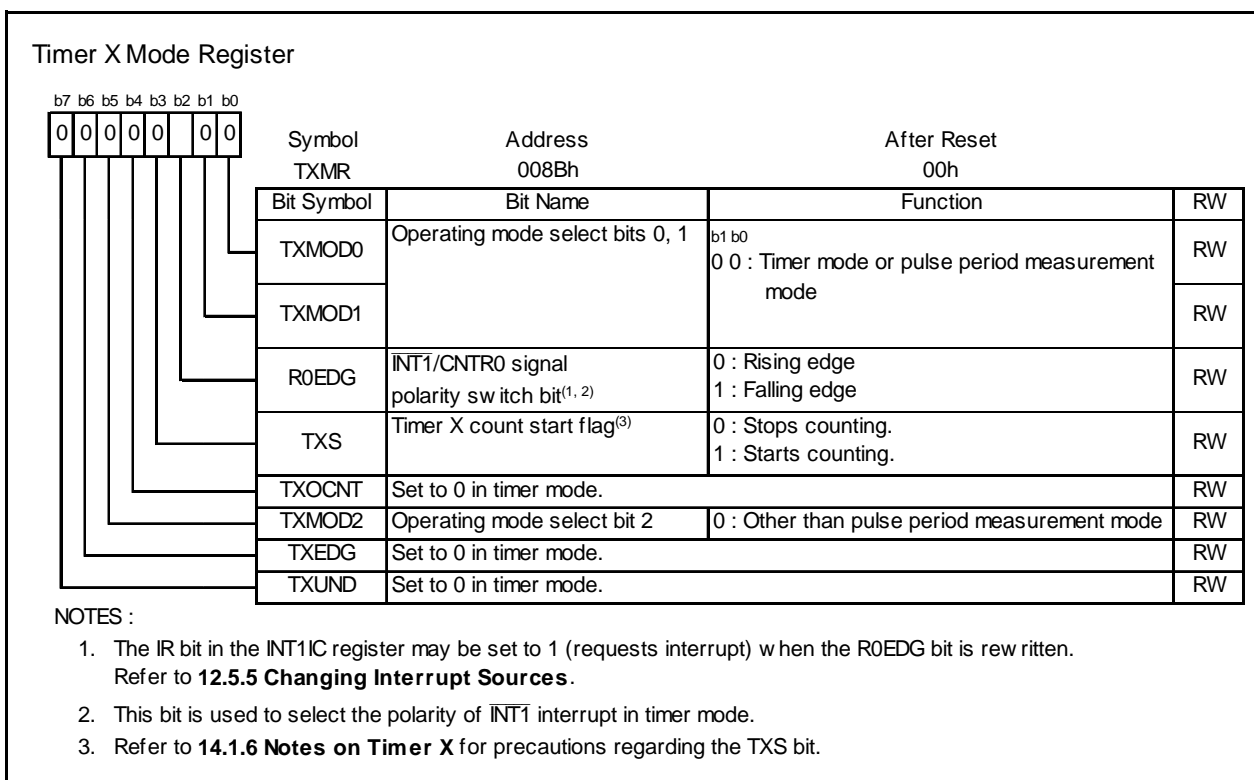 Timer X Mode Register
b7 b6 b5 b4 b3 b2 b1 b0
0 0 0 0 0 0 0
Symbol Address After Reset
TXMR 008Bh 00h
Bit Symbol Bit Name Function RW
TXMOD0 Operating mode select bits 0, 1 b1 b0
0 0 : Timer mode or pulse period measurement
mode RW
TXMOD1 RW
R0EDG INT1/CNTR0 signal
polarity switch bit(1, 2) 0 : Rising edge
1 : Falling edge RW
TXS Timer X count start flag(3) 0 : Stops counting.
1 : Starts counting. RW
TXOCNT Set to 0 in timer mode. RW
TXMOD2 Operating mode select bit 2 0 : Other than pulse period measurement mode RW
TXEDG Set to 0 in timer mode. RW
TXUND Set to 0 in timer mode. RW
NOTES :
1. The IR bit in the INT1IC register may be set to 1 (requests interrupt) when the R0EDG bit is rewritten.
Refer to 12.5.5 Changing Interrupt Sources.
2. This bit is used to select the polarity of INT1 interrupt in timer mode.
3. Refer to 14.1.6 Notes on Timer X for precautions regarding the TXS bit.